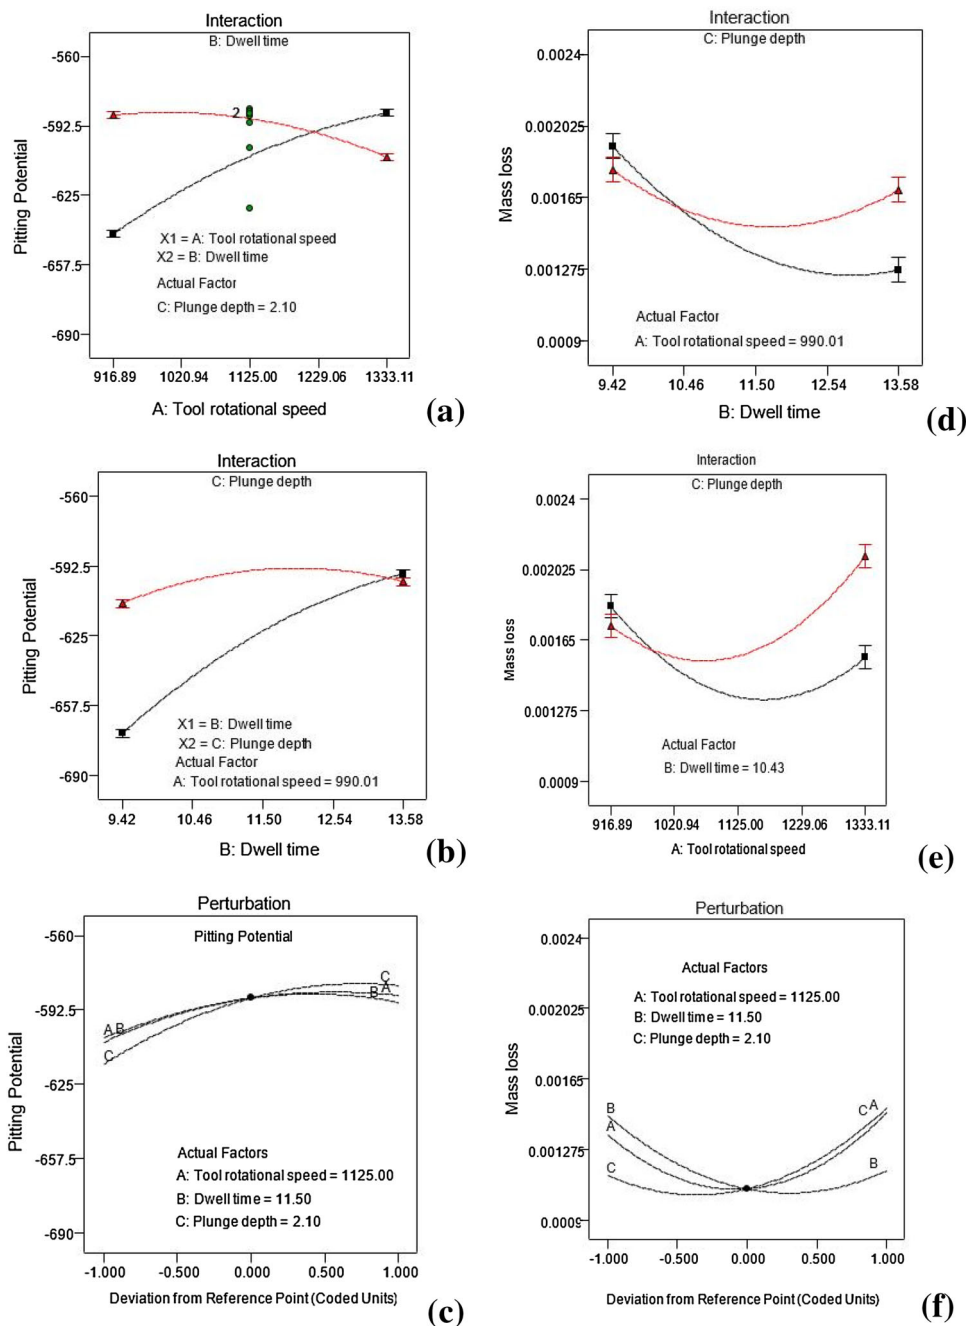 Interaction
B: Dwell time
-560
-592.5
-625
-657.5
-690
Pitting Potential
2
X1 = A: Tool rotational speed
X2 = B: Dwell time
Actual Factor
C: Plunge depth = 2.10
916.89 1020.94 1125.00 1229.06 1333.11
A: Tool rotational speed
(a)
Interaction
C: Plunge depth
0.0024
0.002025
0.00165
0.001275
0.0009
Mass loss
Actual Factor
A: Tool rotational speed = 990.01
9.42 10.46 11.50 12.54 13.58
B: Dwell time
(d)
Interaction
C: Plunge depth
-560
-592.5
-625
-657.5
-690
Pitting Potential
X1 = B: Dwell time
X2 = C: Plunge depth
Actual Factor
A: Tool rotational speed = 990.01
9.42 10.46 11.50 12.54 13.58
B: Dwell time
(b)
Interaction
C: Plunge depth
0.0024
0.002025
0.00165
0.001275
0.0009
Mass loss
Actual Factor
B: Dwell time = 10.43
916.89 1020.94 1125.00 1229.06 1333.11
A: Tool rotational speed
(e)
Perturbation
Pitting Potential
-560
-592.5
-625
-657.5
-690
Pitting Potential
A B
C
C
B A
Actual Factors
A: Tool rotational speed = 1125.00
B: Dwell time = 11.50
C: Plunge depth = 2.10
-1.000 -0.500 0.000 0.500 1.000
Deviation from Reference Point (Coded Units)
(c)
Perturbation
0.0024
0.002025
0.00165
0.001275
0.0009
Mass loss
Actual Factors
A: Tool rotational speed = 1125.00
B: Dwell time = 11.50
C: Plunge depth = 2.10
B
A
C
C A
B
-1.000 -0.500 0.000 0.500 1.000
Deviation from Reference Point (Coded Units)
(f)